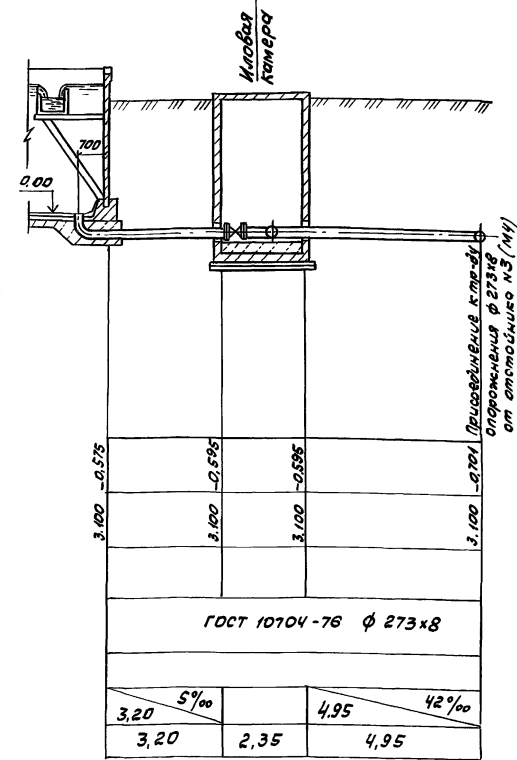 Иловая
камера
700
0,00
Присоединение к тр-ду
опорожнения ф 273х8
от отстойника N3 (М4)
-0,575
-0,595
-0,595
-0,701
3.100
3.100
3.100
3.100
ГОСТ 10704-76 ф 273х8
5‰
3,20
4.95
42‰
3,20
2,35
4,95